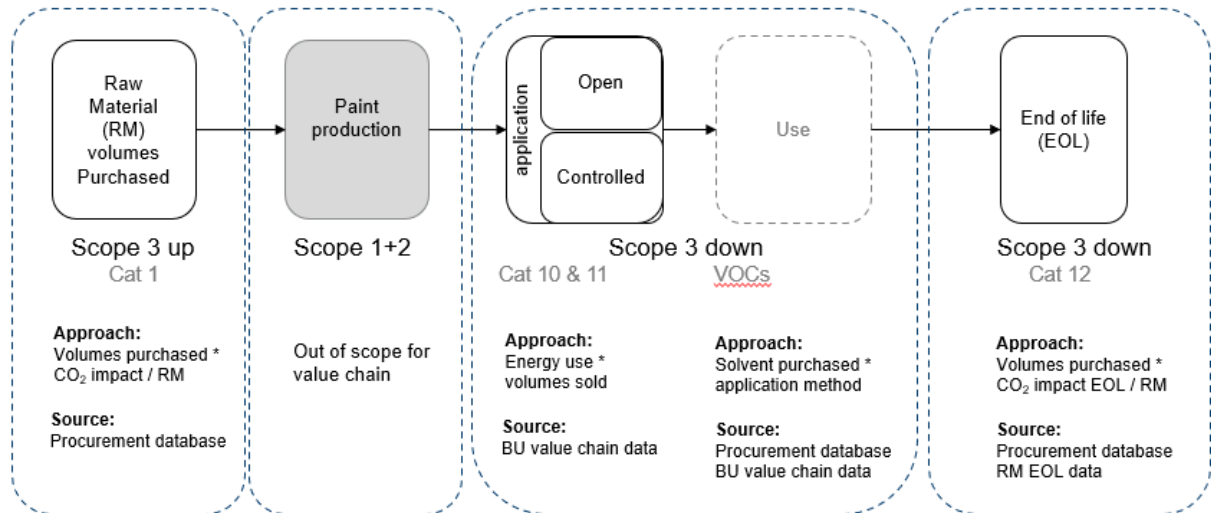 Raw
Material
(RM)
volumes
Purchased
Paint
production
application
Open
Controlled
Use
End of life
(EOL)
Scope 3 up
Cat 1
Scope 1+2
Scope 3 down
Cat 10 & 11
VOCs
Scope 3 down
Cat 12
Approach:
Volumes purchased *
CO₂ impact / RM
Source:
Procurement database
Out of scope for
value chain
Approach:
Energy use *
volumes sold
Source:
BU value chain data
Approach:
Solvent purchased *
application method
Source:
Procurement database
BU value chain data
Approach:
Volumes purchased *
CO₂ impact EOL / RM
Source:
Procurement database
RM EOL data